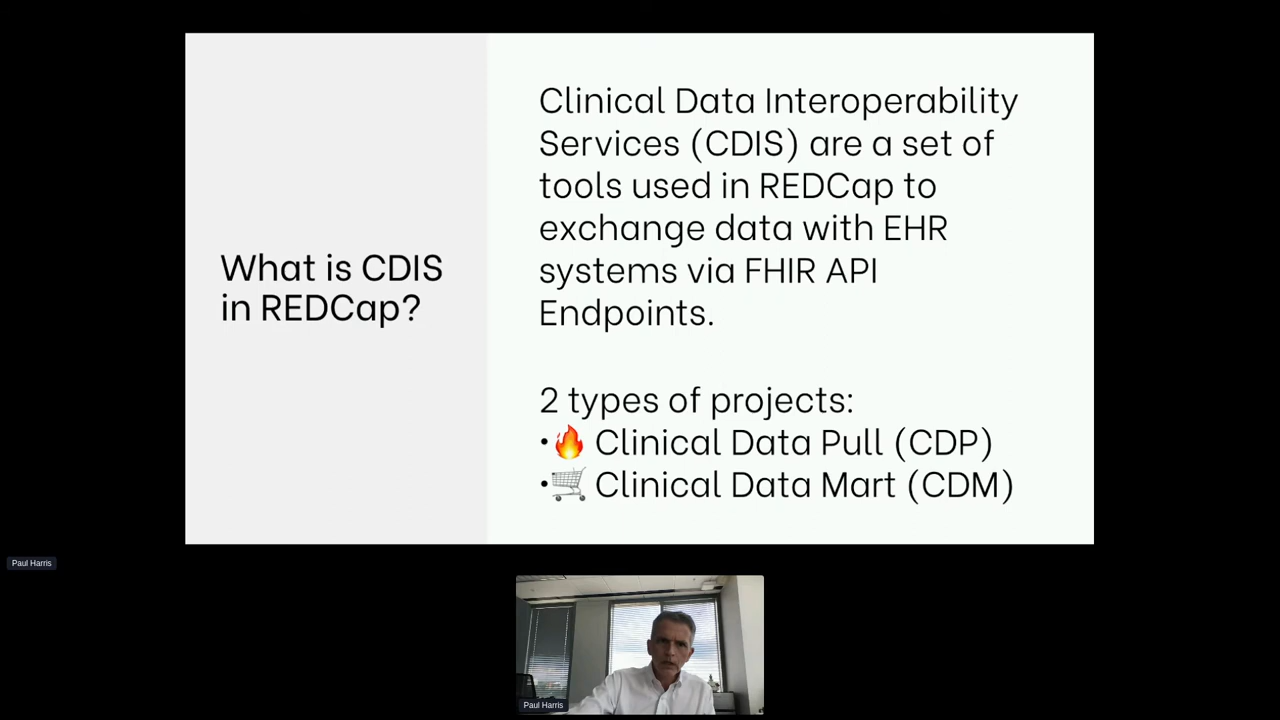 What is CDIS
in REDCap?
Clinical Data Interoperability
Services (CDIS) are a set of
tools used in REDCap to
exchange data with EHR
systems via FHIR API
Endpoints.
2 types of projects:
•🔥 Clinical Data Pull (CDP)
•🛒 Clinical Data Mart (CDM)
Paul Harris
Paul Harris